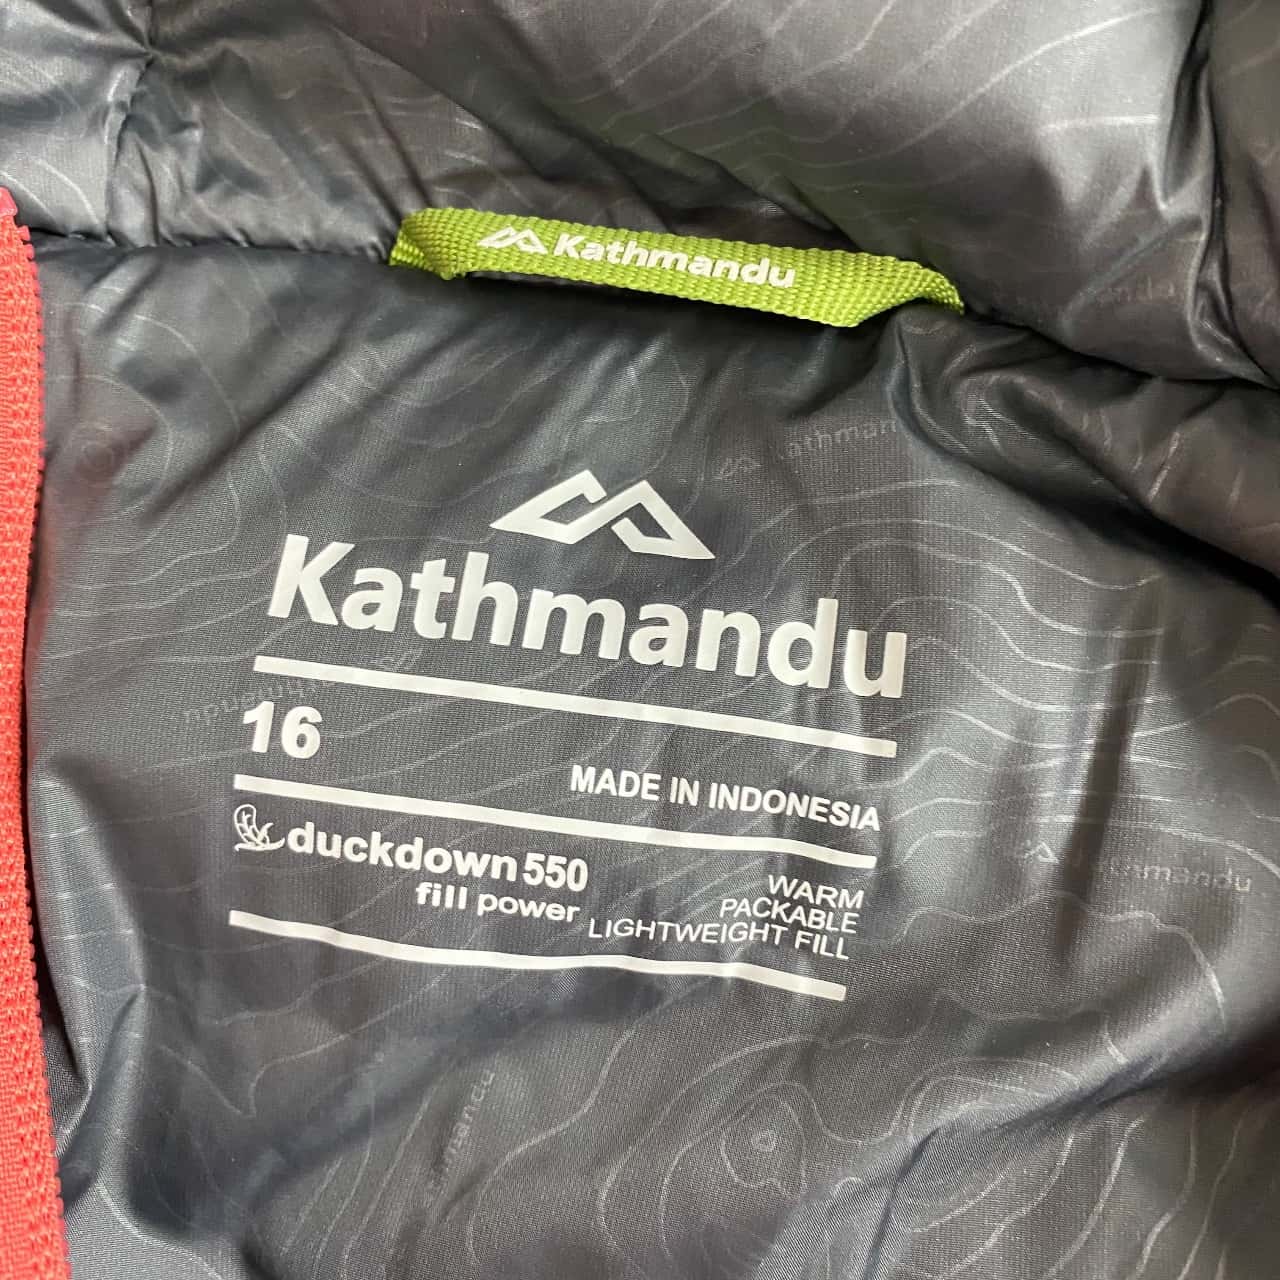 Kathmandu
Kathmandu
16
MADE IN INDONESIA
duckdown 550
fill power
WARM
PACKABLE
LIGHTWEIGHT FILL